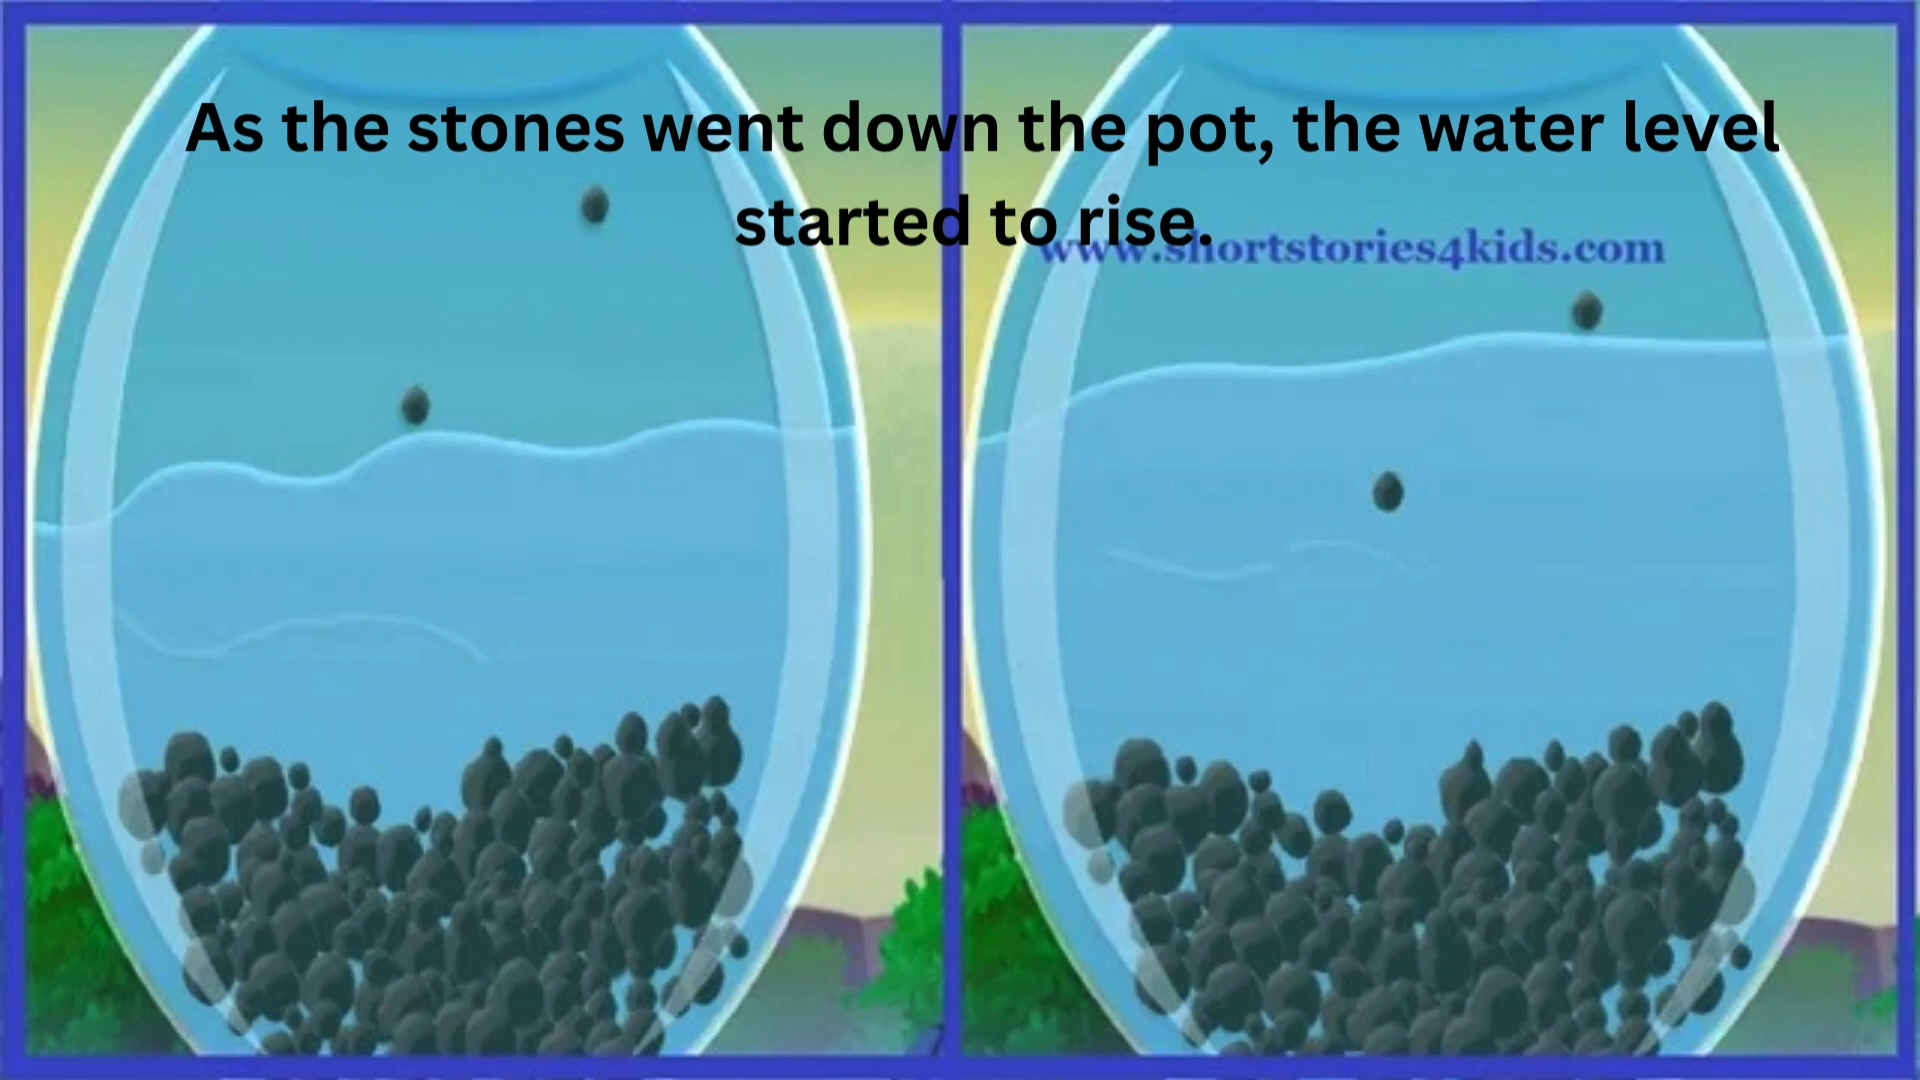 As the stones went down the pot, the water level
started to rise.
www.shortstories4kids.com